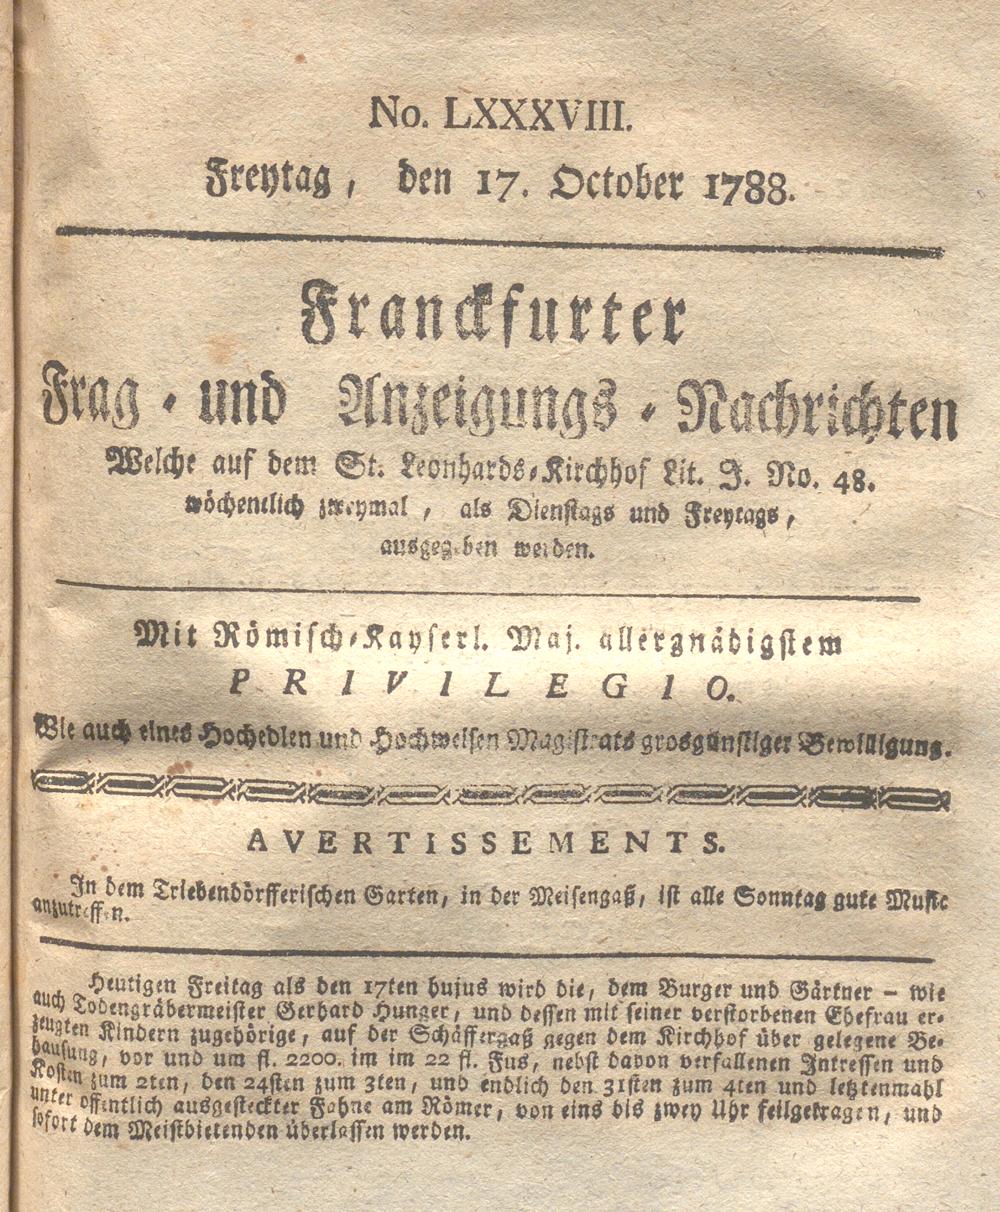 No. LXXXVIII.
Freytag, den 17. October 1788.
Franckfurter
Frag- und Anzeigungs-Nachrichten
Welche auf dem St. Leonhards-Kirchhof Lit. J. No. 48.
wöchentlich zweymal, als Dienstags und Freytags,
ausgegeben werden.
Mit Römisch-Kayserl. Maj. allergnädigstem
PRIVILEGIO.
Wie auch eines Hochedlen und Hochweisen Magistrats grosgünstiger Bewilligung.
AVERTISSEMENTS.
In dem Triebendörfferischen Garten, in der Meisengaß, ist alle Sonntag gute Music
anzutreffen.
Heutigen Freitag als den 17ten hujus wird die, dem Burger und Gärtner – wie
auch Todengräbermeister Gerhard Hunger, und dessen mit seiner verstorbenen Ehefrau er-
zeugten Kindern zugehörige, auf der Schäffergaß gegen dem Kirchhof über gelegene Be-
hausung, vor und um fl. 2200. im im 22 fl. Fus, nebst davon verfallenen Intressen und
Kosten zum 2ten, den 24sten zum 3ten, und endlich den 31sten zum 4ten und letztenmahl
unter offentlich ausgesteckter Fahne am Römer, von eins bis zwey Uhr feilgetragen, und
sofort dem Meistbietenden überlassen werden.